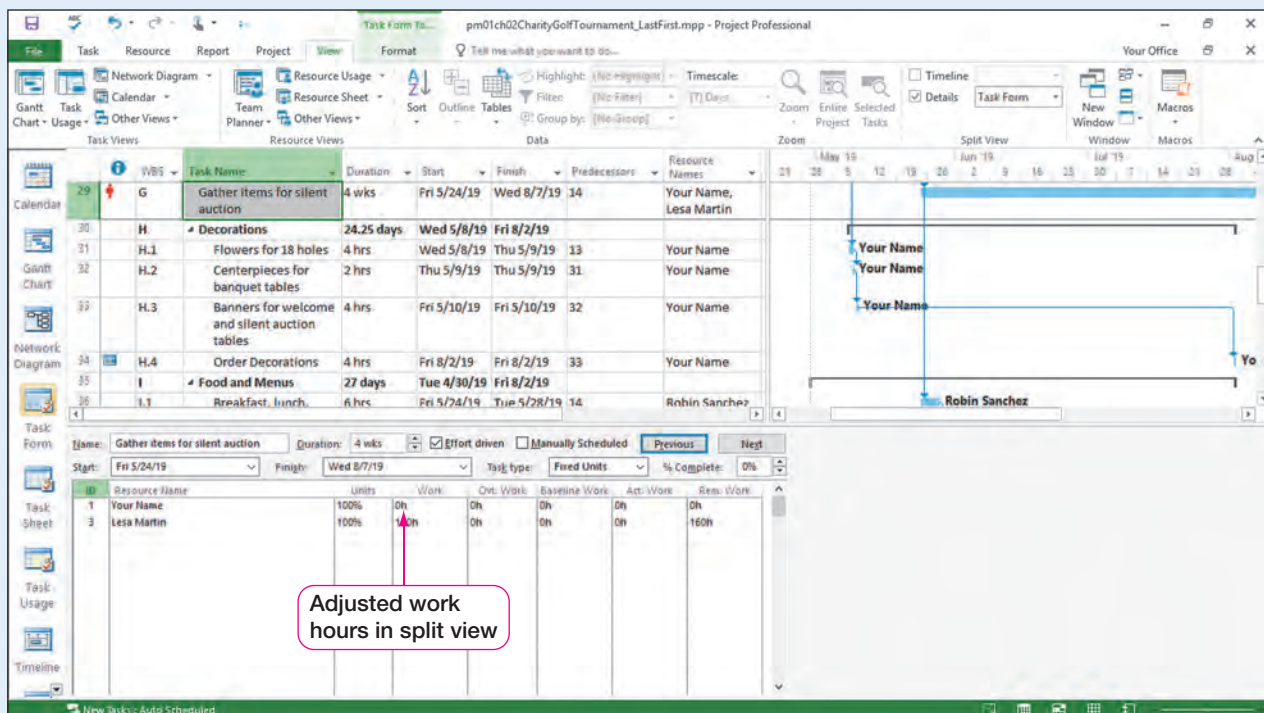 Task Form To...
pm01ch02CharityGolfTournament_LastFirst.mpp - Project Professional
File Task Resource Report Project View Format Tell me what you want to do... Your Office
Network Diagram
Calendar
Other Views
Gantt Chart
Task Usage
Task Views
Team Planner
Resource Usage
Resource Sheet
Other Views
Resource Views
Sort
Outline
Tables
Highlight: [No Highlight]
Filter: [No Filter]
Group by: [No Group]
Data
Timescale:
[7] Days
Zoom
Entire Project
Selected Tasks
Zoom
Timeline
Details Task Form
Split View
New Window
Window
Macros
Macros
WBS Task Name Duration Start Finish Predecessors Resource Names
May '19 Jun '19 Jul '19 Aug
21 28 5 12 19 26 2 9 16 23 30 7 14 21 28
29 G Gather items for silent auction 4 wks Fri 5/24/19 Wed 8/7/19 14 Your Name, Lesa Martin
30 H Decorations 24.25 days Wed 5/8/19 Fri 8/2/19
31 H.1 Flowers for 18 holes 4 hrs Wed 5/8/19 Thu 5/9/19 13 Your Name
Your Name
32 H.2 Centerpieces for banquet tables 2 hrs Thu 5/9/19 Thu 5/9/19 31 Your Name
Your Name
33 H.3 Banners for welcome and silent auction tables 4 hrs Fri 5/10/19 Fri 5/10/19 32 Your Name
Your Name
34 H.4 Order Decorations 4 hrs Fri 8/2/19 Fri 8/2/19 33 Your Name
Yo
35 I Food and Menus 27 days Tue 4/30/19 Fri 8/2/19
36 I.1 Breakfast, lunch, 6 hrs Fri 5/24/19 Tue 5/28/19 14 Robin Sanchez
Robin Sanchez
Calendar
Gantt Chart
Network Diagram
Task Form
Task Sheet
Task Usage
Timeline
Name: Gather items for silent auction Duration: 4 wks Effort driven Manually Scheduled Previous Next
Start: Fri 5/24/19 Finish: Wed 8/7/19 Task type: Fixed Units % Complete: 0%
ID Resource Name Units Work Ovt. Work Baseline Work Act. Work Rem. Work
1 Your Name 100% 0h 0h 0h 0h 0h
3 Lesa Martin 100% 0h 0h 0h 160h
Adjusted work
hours in split view
New Tasks : Auto Scheduled